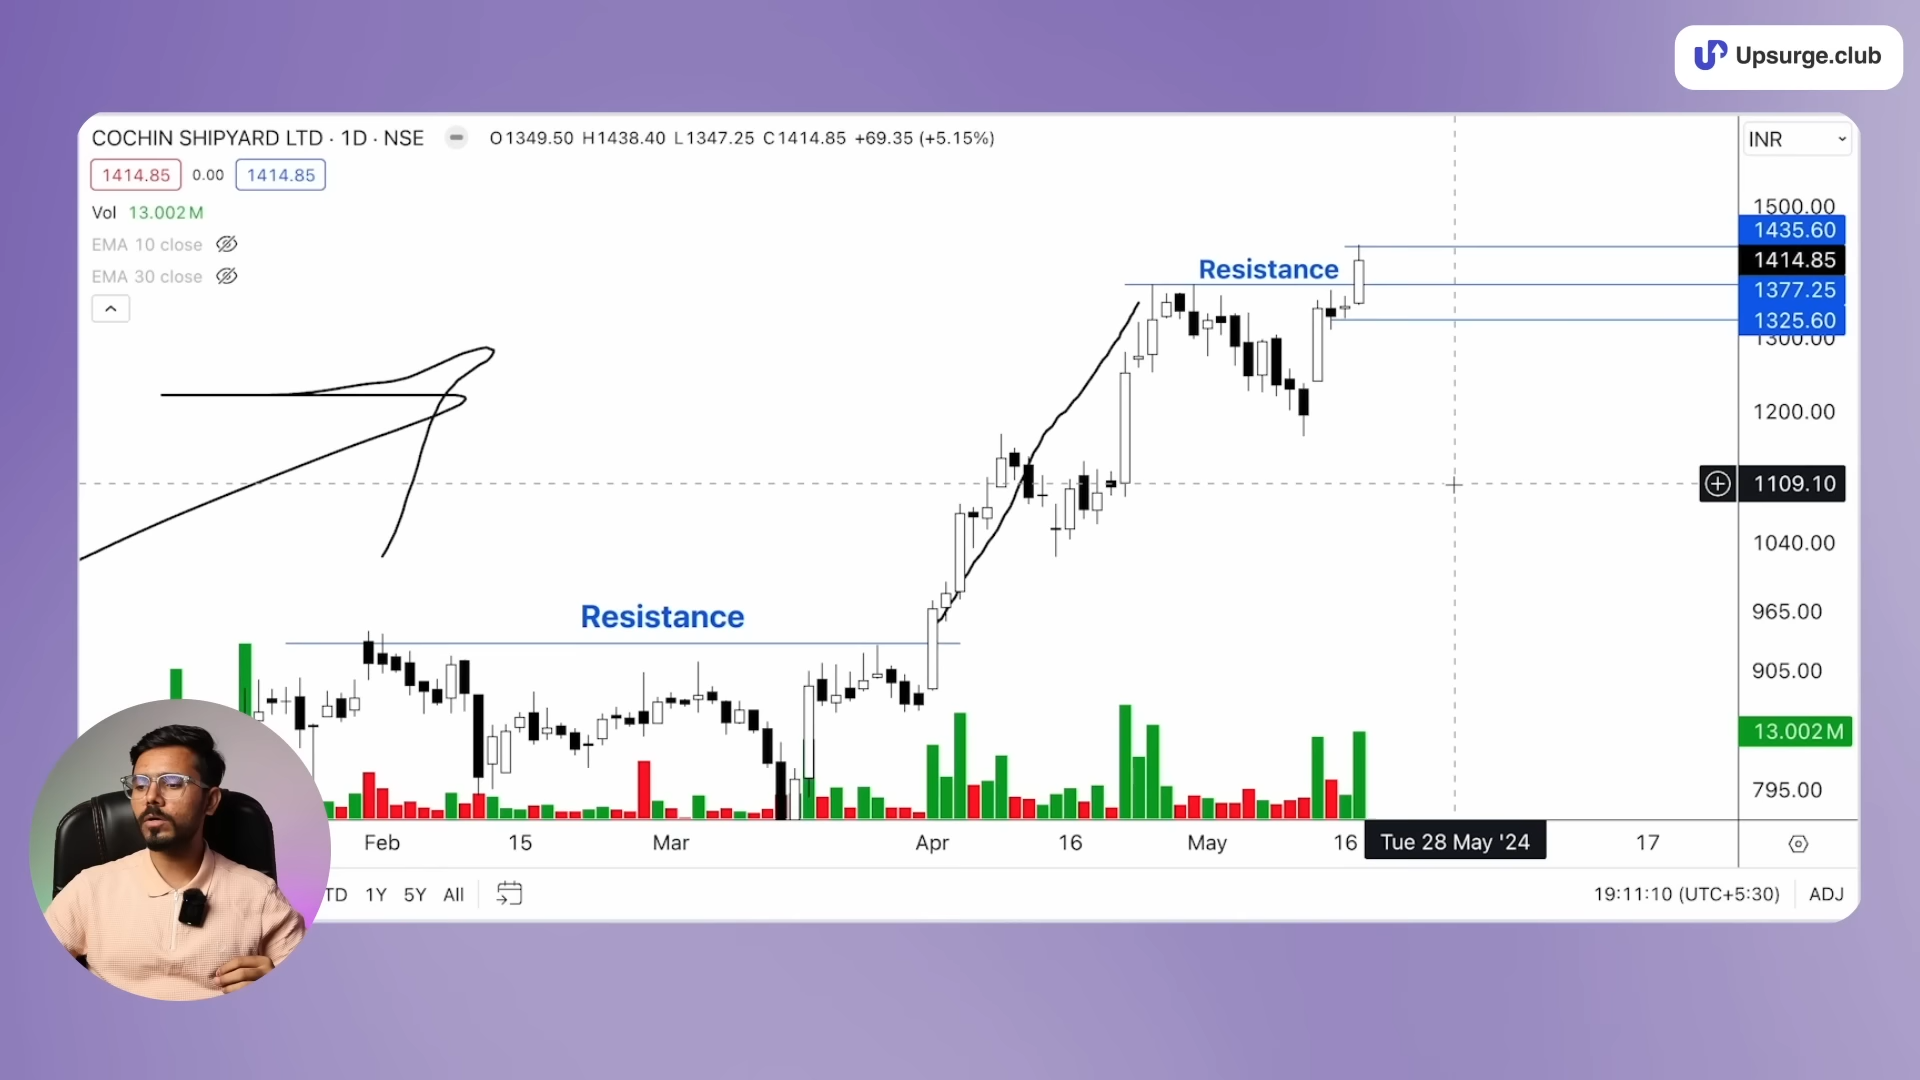 Upsurge.club
COCHIN SHIPYARD LTD · 1D · NSE O1349.50 H1438.40 L1347.25 C1414.85 +69.35 (+5.15%)
INR
1414.85 0.00 1414.85
Vol 13.002M
EMA 10 close
EMA 30 close
1500.00
1435.60
1414.85
1377.25
1325.60
1300.00
1200.00
1109.10
1040.00
965.00
905.00
13.002M
795.00
Resistance
Resistance
Feb 15 Mar Apr 16 May 16 Tue 28 May '24 17
TD 1Y 5Y All 19:11:10 (UTC+5:30) ADJ